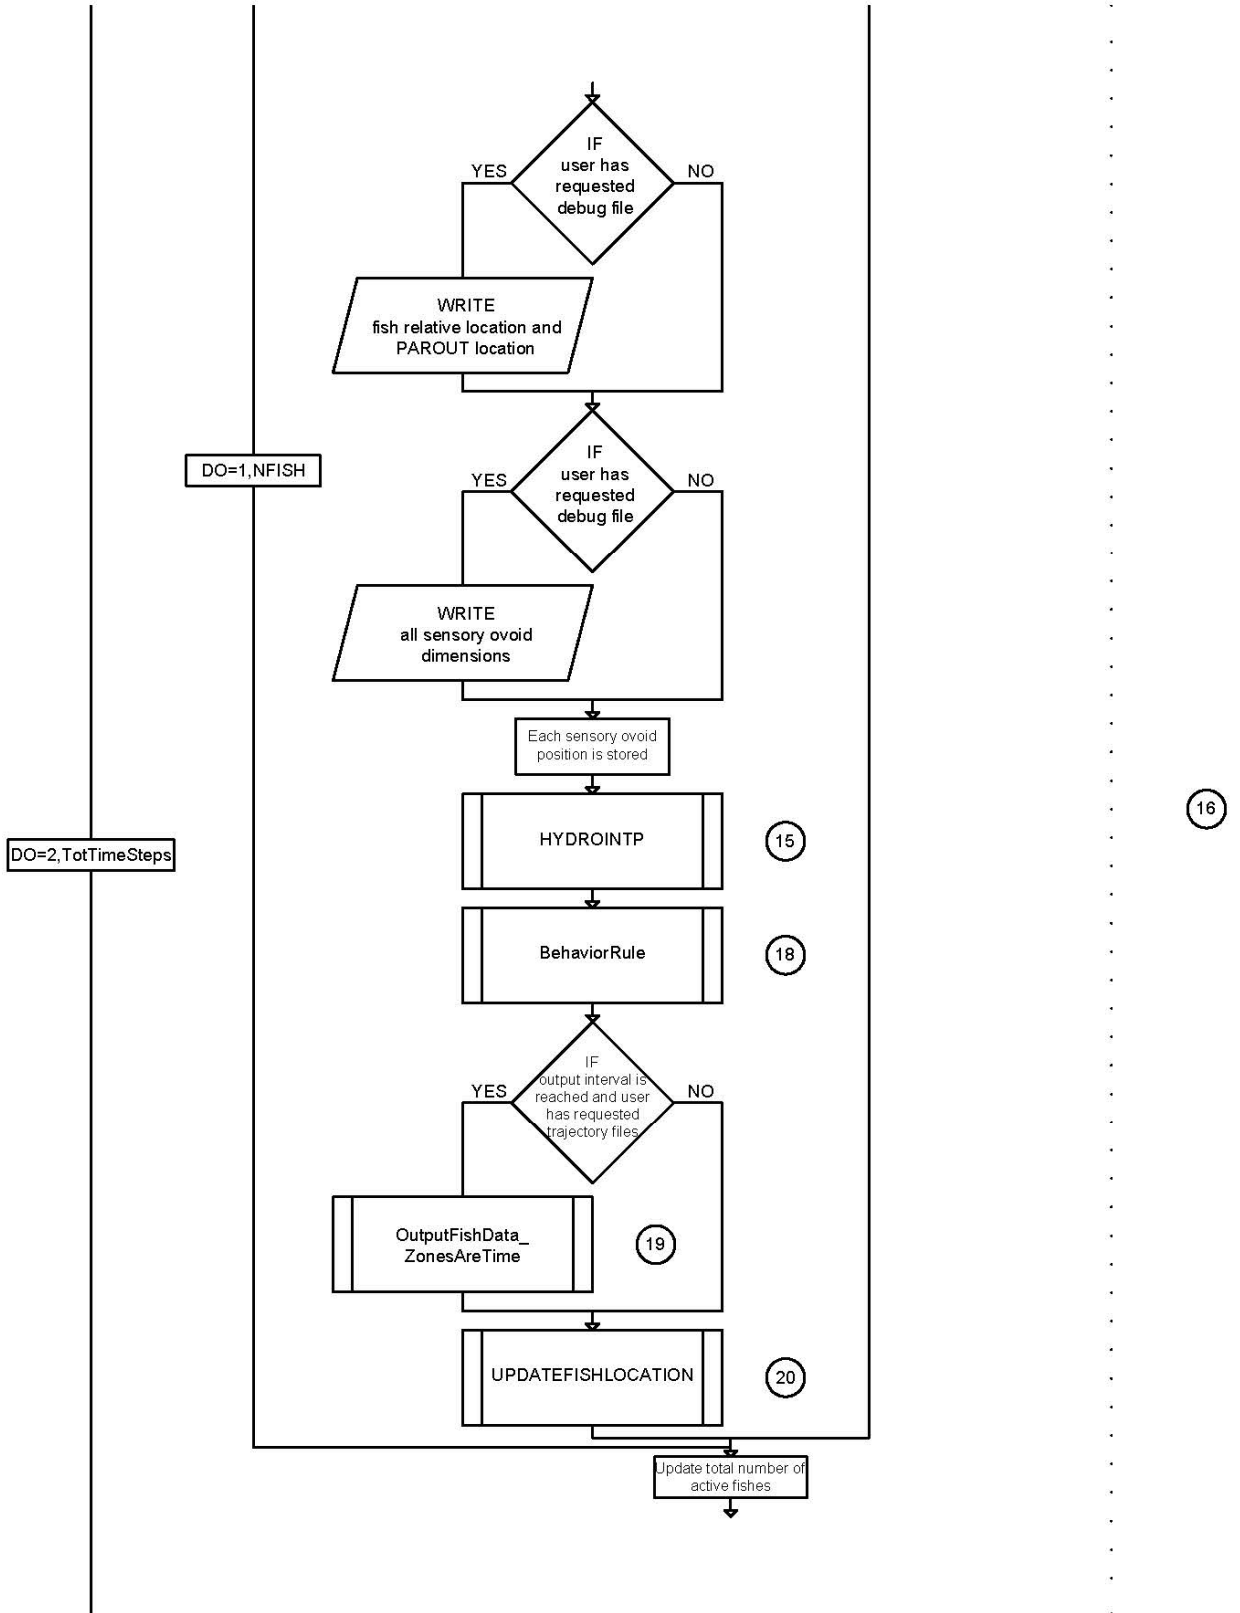 IF
user has
requested
debug file
YES
NO
WRITE
fish relative location and
PAROUT location
DO=1,NFISH
IF
user has
requested
debug file
YES
NO
WRITE
all sensory ovoid
dimensions
Each sensory ovoid
position is stored
HYDROINTP
15
16
DO=2,TotTimeSteps
BehaviorRule
18
IF
output interval is
reached and user
has requested
trajectory files
YES
NO
OutputFishData_
ZonesAreTime
19
UPDATEFISHLOCATION
20
Update total number of
active fishes